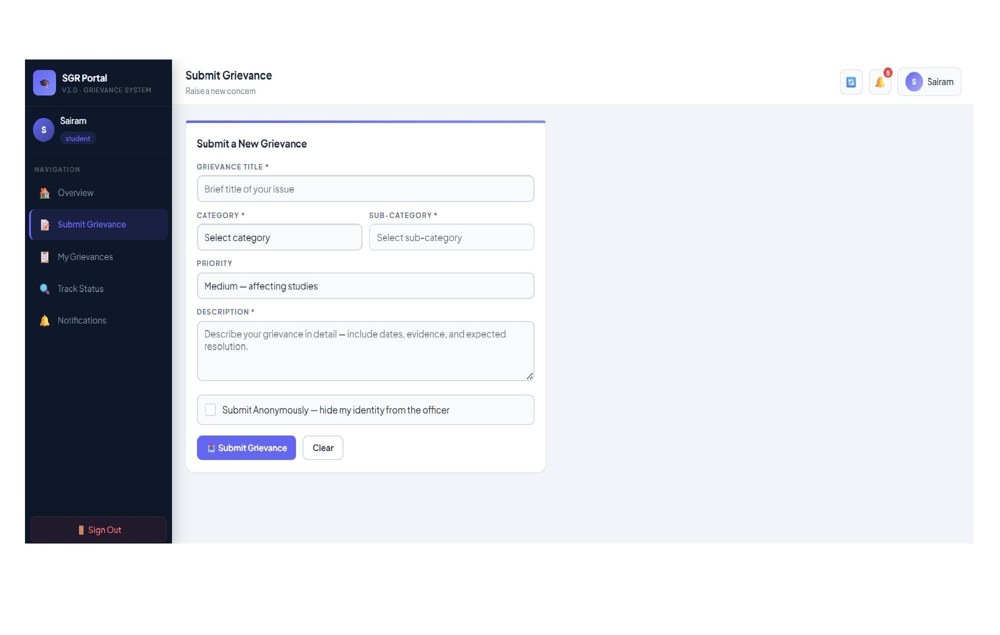 SGR Portal
V3.0 · GRIEVANCE SYSTEM
S
Sairam
student
NAVIGATION
Overview
Submit Grievance
My Grievances
Track Status
Notifications
Sign Out
Submit Grievance
Raise a new concern
5
S
Sairam
Submit a New Grievance
GRIEVANCE TITLE *
Brief title of your issue
CATEGORY *
SUB-CATEGORY *
Select category
Select sub-category
PRIORITY
Medium — affecting studies
DESCRIPTION *
Describe your grievance in detail — include dates, evidence, and expected
resolution.
Submit Anonymously — hide my identity from the officer
Submit Grievance
Clear